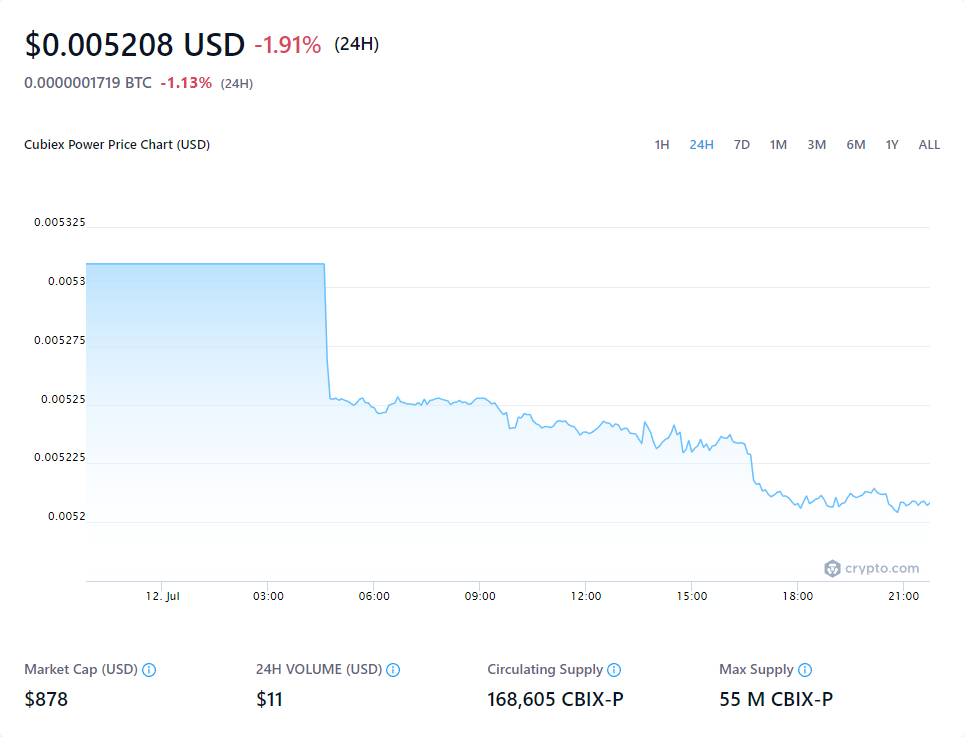 $0.005208 USD -1.91% (24H)
0.0000001719 BTC -1.13% (24H)
Cubiex Power Price Chart (USD) 1H 24H 7D 1M 3M 6M 1Y ALL
0.005325
0.0053
0.005275
0.00525
0.005225
0.0052
crypto.com
12. Jul 03:00 06:00 09:00 12:00 15:00 18:00 21:00
Market Cap (USD) 24H VOLUME (USD) Circulating Supply Max Supply
$878 $11 168,605 CBIX-P 55 M CBIX-P